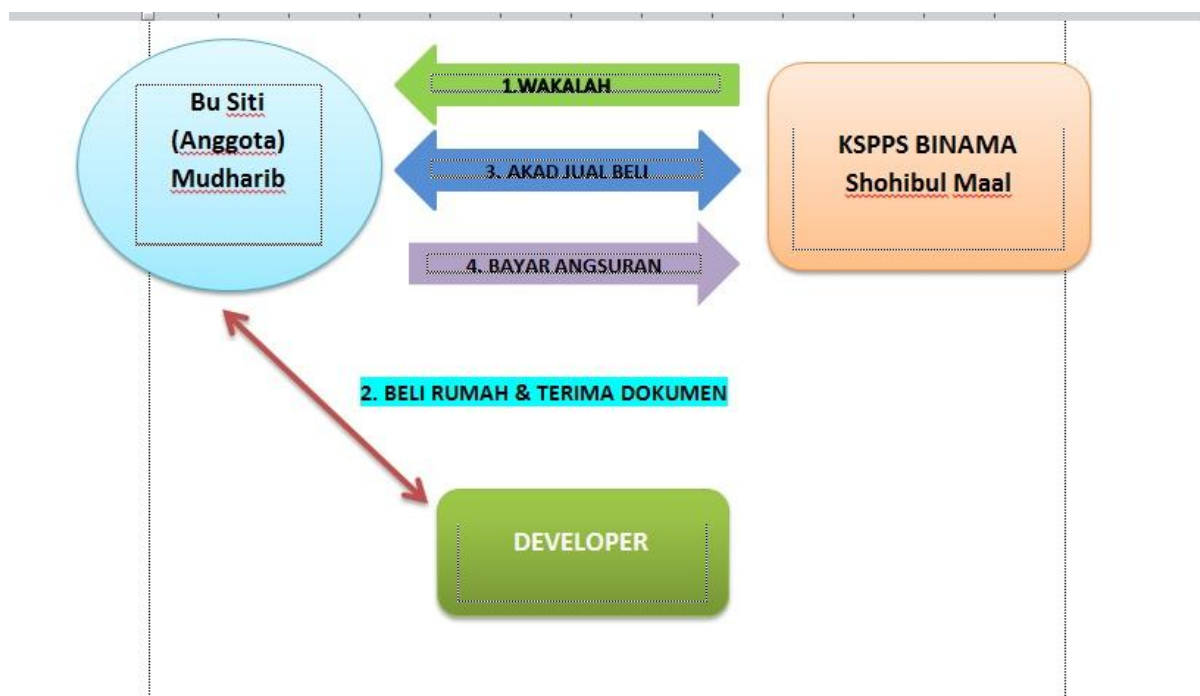 Bu Siti
(Anggota)
Mudharib
1.WAKALAH
3. AKAD JUAL BELI
4. BAYAR ANGSURAN
KSPPS BINAMA
Shohibul Maal
2. BELI RUMAH & TERIMA DOKUMEN
DEVELOPER